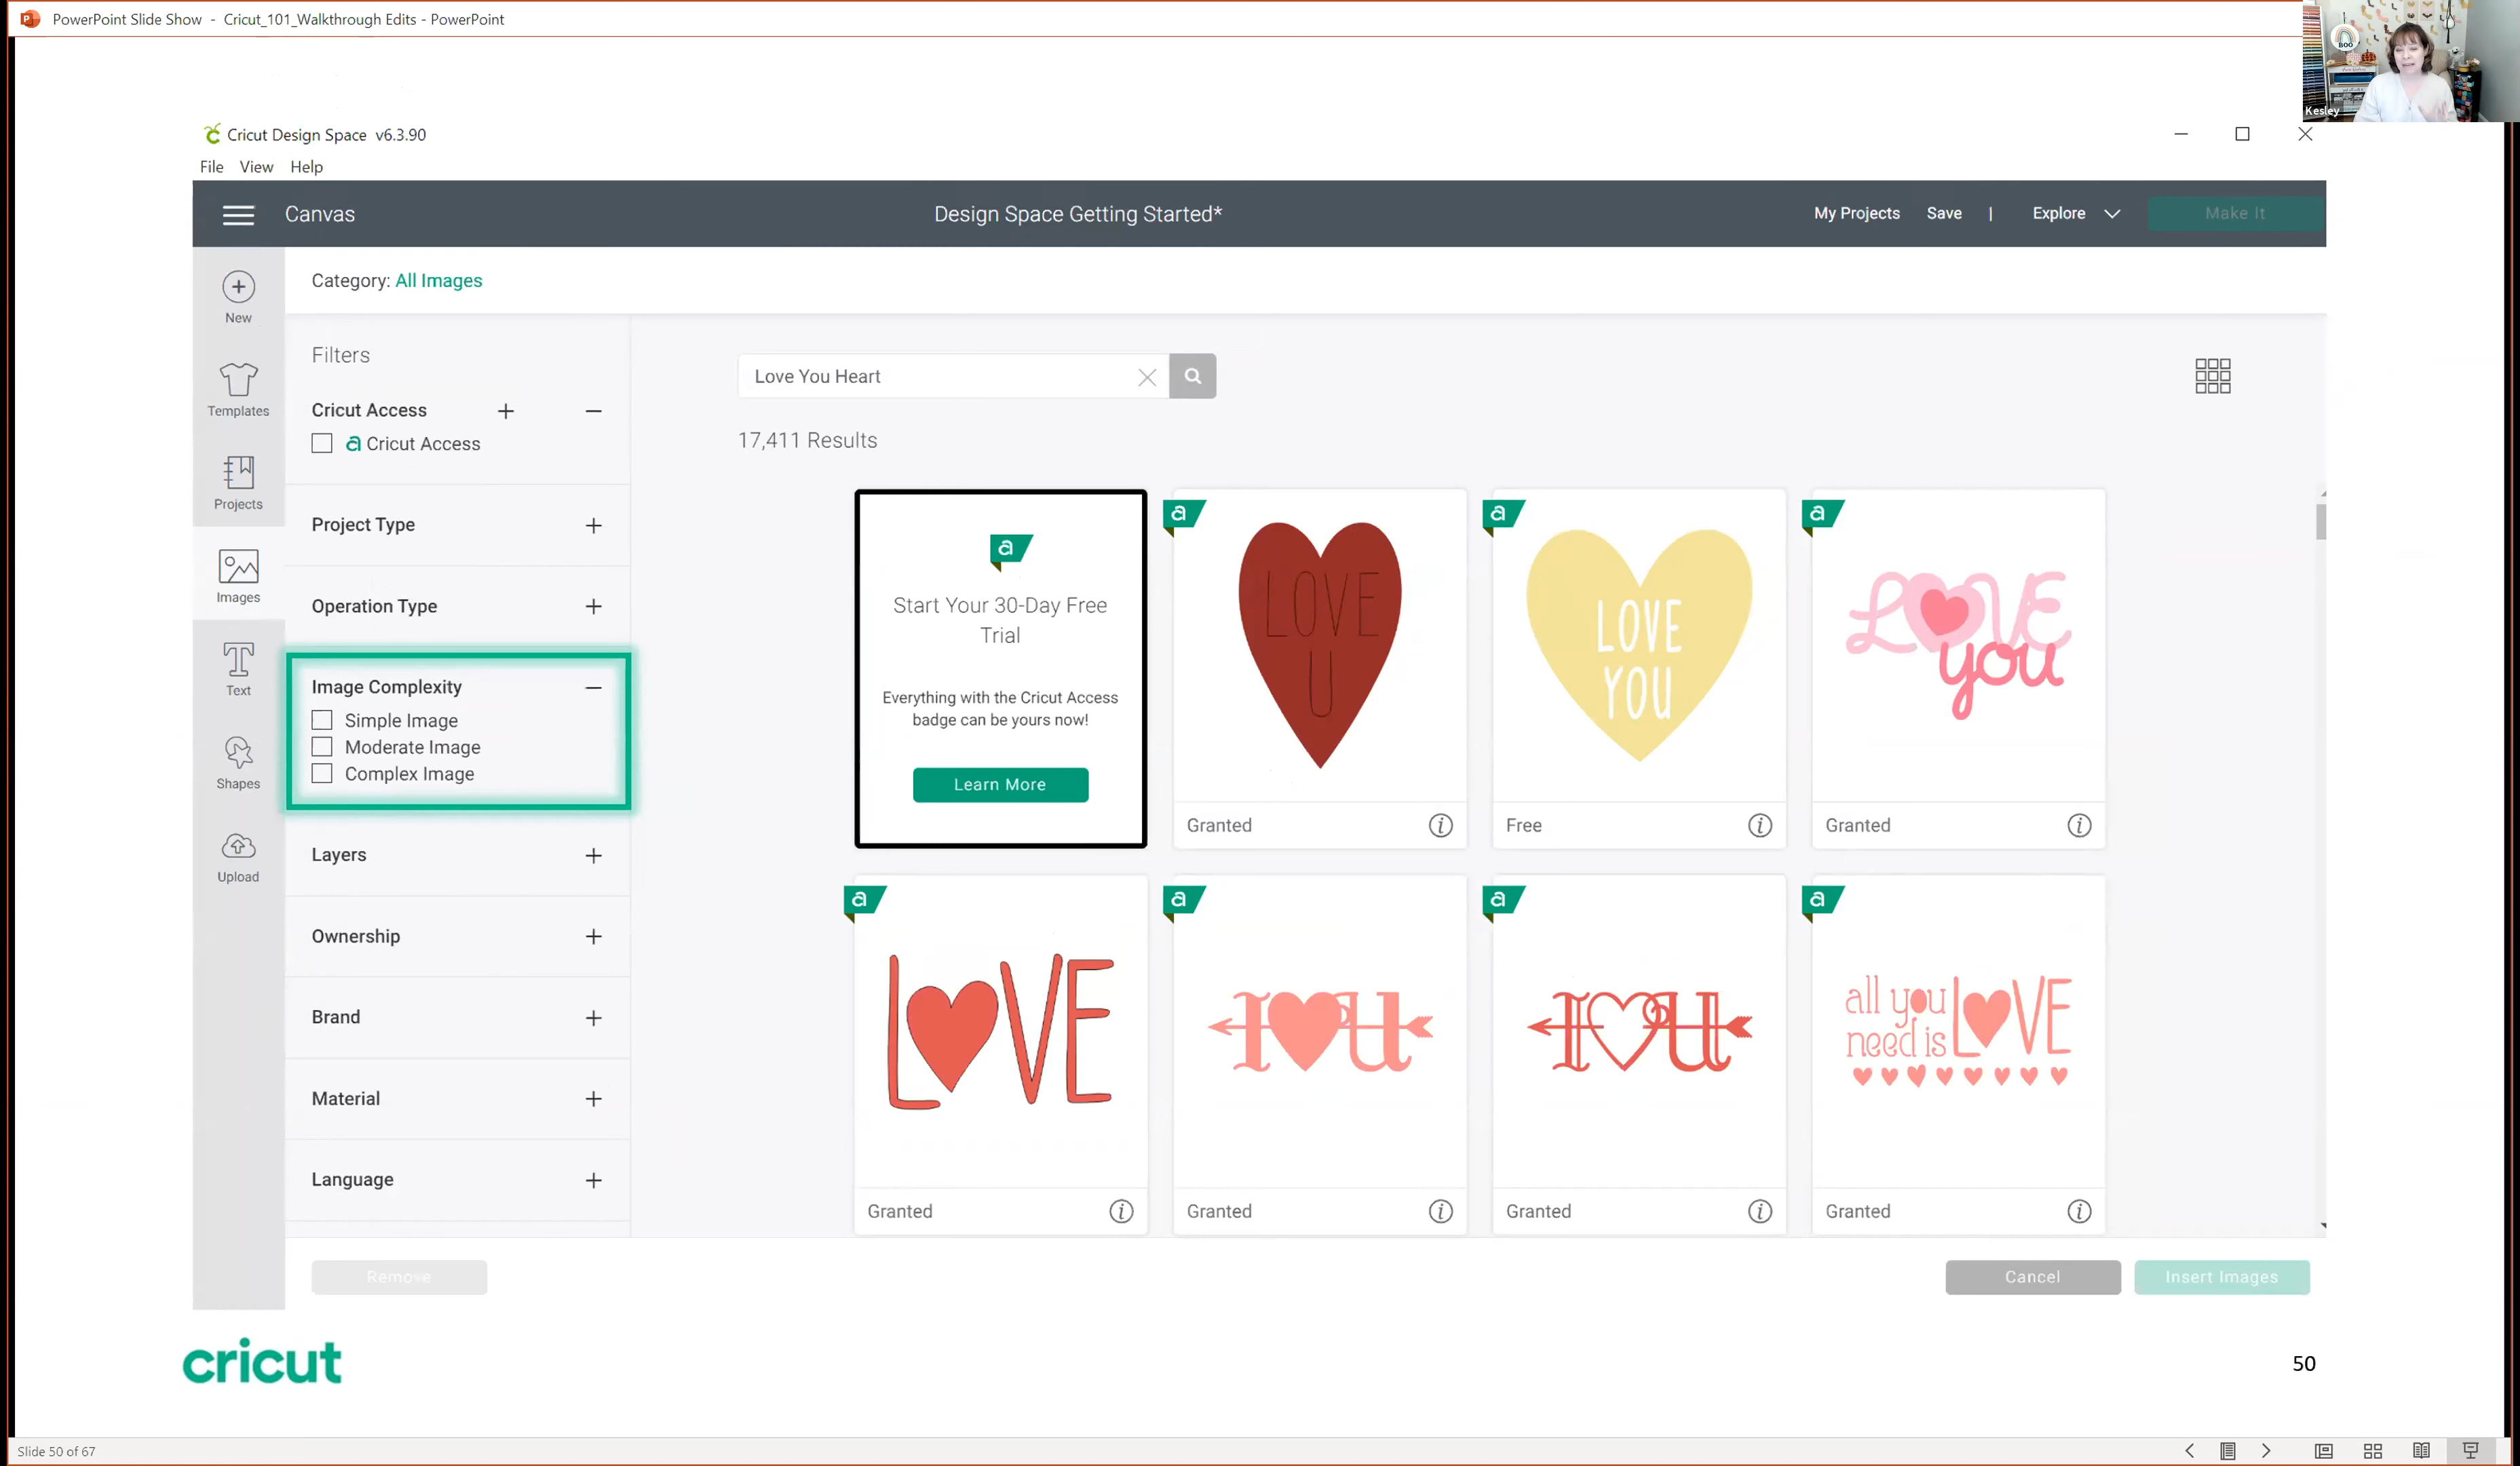 PowerPoint Slide Show - Cricut_101_Walkthrough Edits - PowerPoint
BOO
Kesley
Cricut Design Space v6.3.90
File View Help
Canvas
Design Space Getting Started*
My Projects Save | Explore
Make It
New
Templates
Projects
Images
Text
Shapes
Upload
Category: All Images
Filters
Cricut Access
a Cricut Access
Project Type
Operation Type
Image Complexity
Simple Image
Moderate Image
Complex Image
Layers
Ownership
Brand
Material
Language
Love You Heart
17,411 Results
a
Start Your 30-Day Free
Trial
Everything with the Cricut Access
badge can be yours now!
Learn More
a
LOVE
U
Granted
a
LOVE
YOU
Free
a
LOVE
you
Granted
a
LOVE
Granted
a
I U
Granted
a
I U
Granted
a
all you
need is
LOVE
Granted
Remove
Cancel
Insert Images
cricut
50
Slide 50 of 67